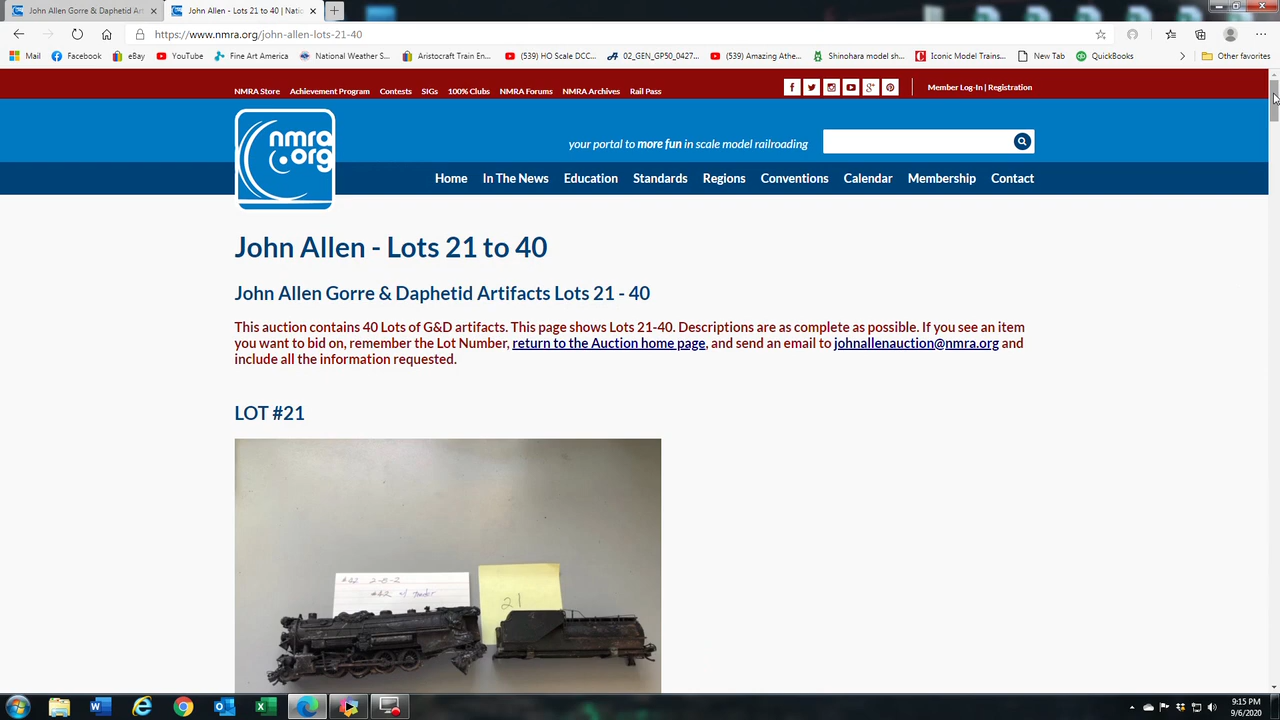 John Allen Gorre & Daphetid Art
John Allen - Lots 21 to 40 | Natio
https://www.nmra.org/john-allen-lots-21-40
Mail
Facebook
eBay
YouTube
Fine Art America
National Weather S...
Aristocraft Train En...
(539) HO Scale DCC...
02_GEN_GP50_0427...
(539) Amazing Athe...
Shinohara model sh...
Iconic Model Trains...
New Tab
QuickBooks
Other favorites
NMRA Store
Achievement Program
Contests
SIGs
100% Clubs
NMRA Forums
NMRA Archives
Rail Pass
Member Log-In | Registration
nmra
.org
your portal to more fun in scale model railroading
Home
In The News
Education
Standards
Regions
Conventions
Calendar
Membership
Contact
John Allen - Lots 21 to 40
John Allen Gorre & Daphetid Artifacts Lots 21 - 40
This auction contains 40 Lots of G&D artifacts. This page shows Lots 21-40. Descriptions are as complete as possible. If you see an item
you want to bid on, remember the Lot Number, return to the Auction home page, and send an email to johnallenauction@nmra.org and
include all the information requested.
LOT #21
2-8-2
w/ tender
21
9:15 PM
9/6/2020